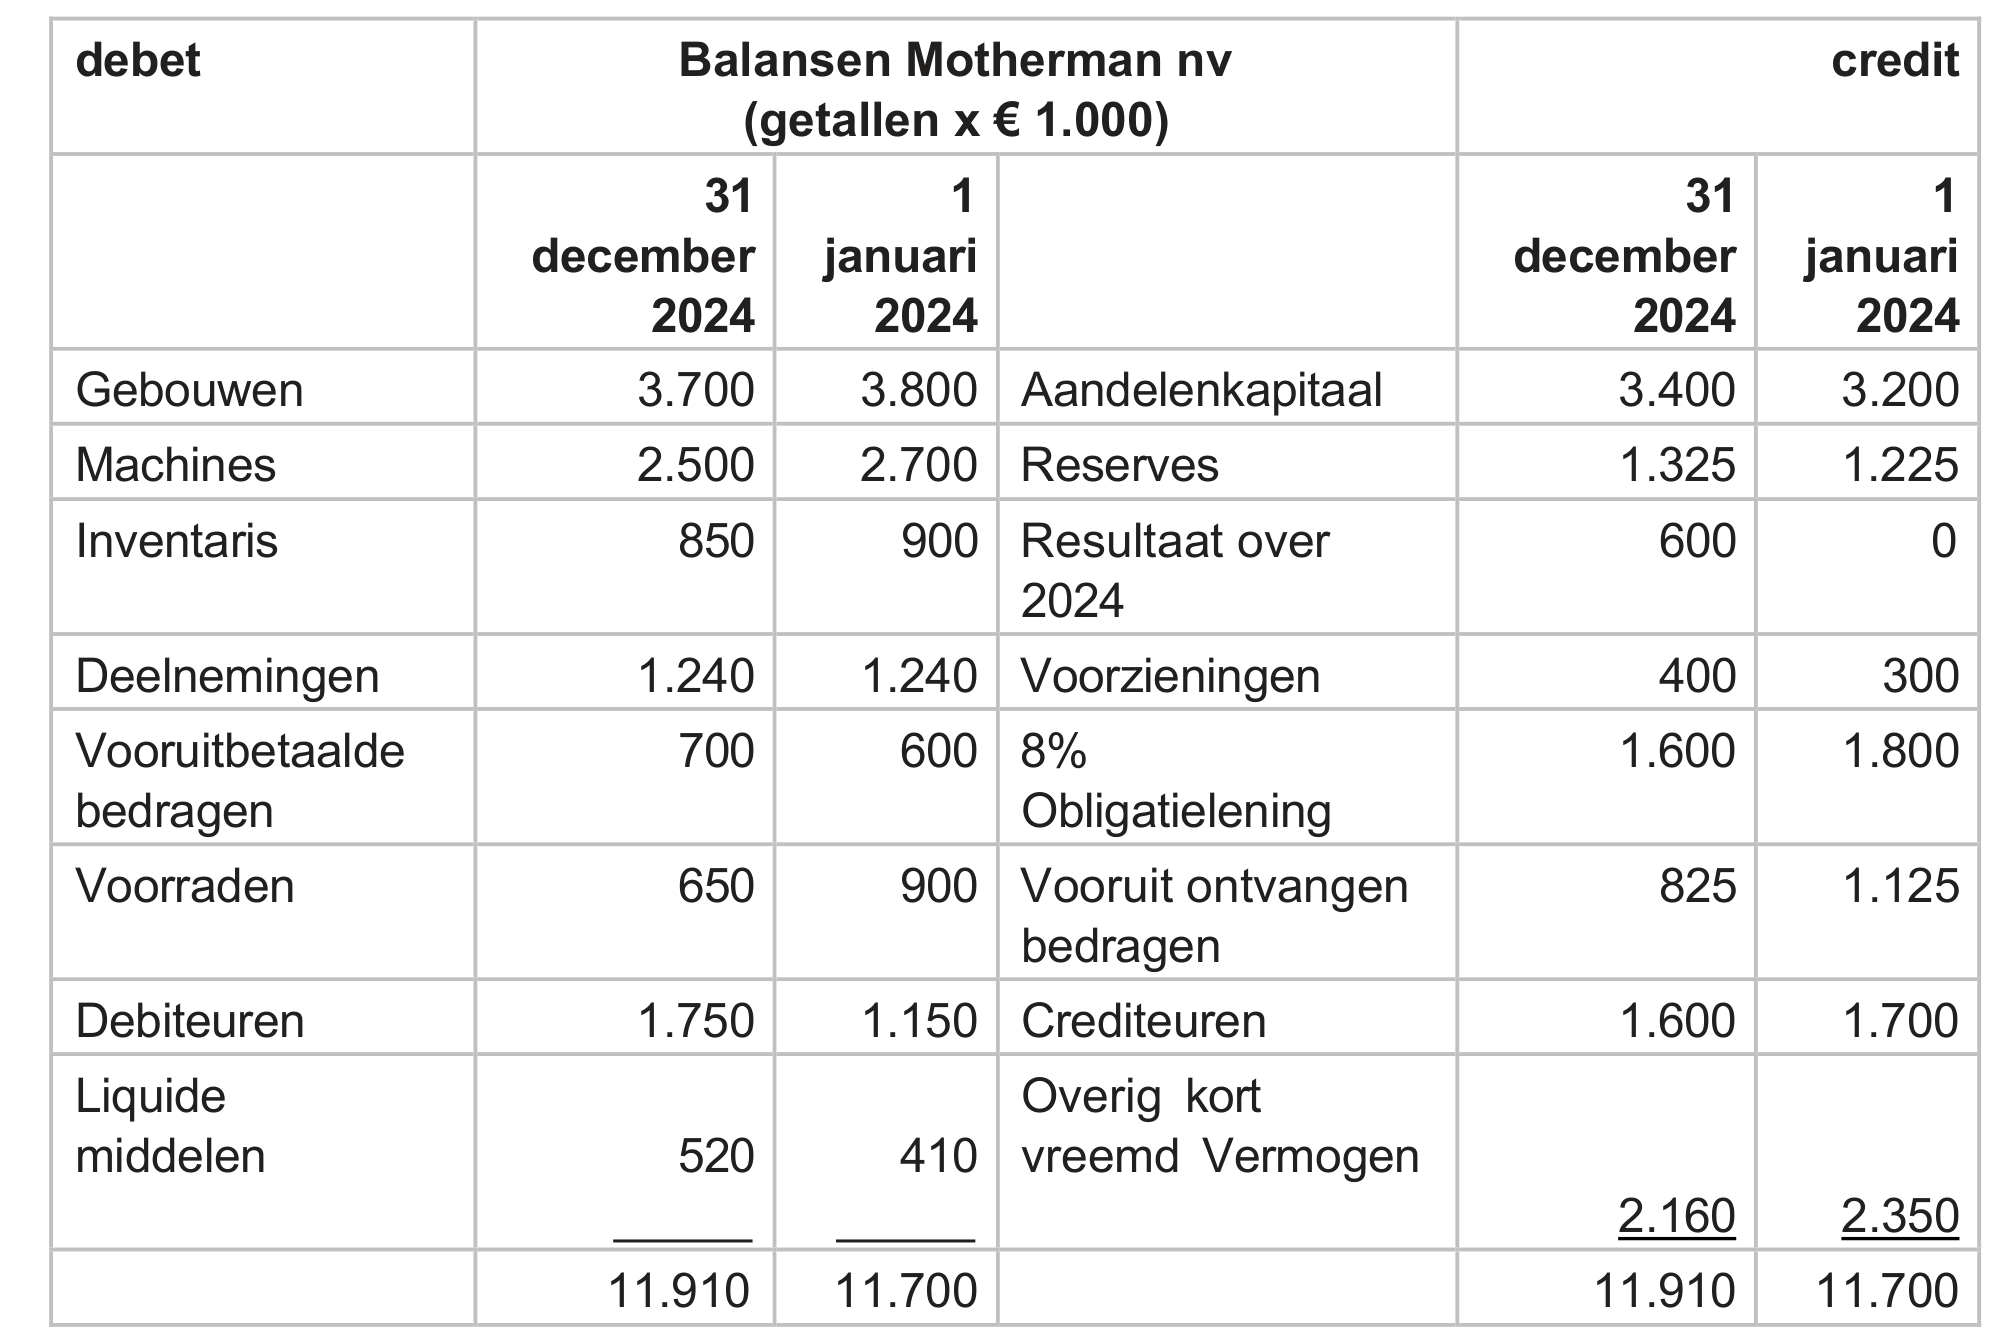 debet Balansen Motherman nv credit
(getallen x € 1.000)
31 1 31 1
december januari december januari
2024 2024 2024 2024
Gebouwen 3.700 3.800 Aandelenkapitaal 3.400 3.200
Machines 2.500 2.700 Reserves 1.325 1.225
Inventaris 850 900 Resultaat over 600 0
2024
Deelnemingen 1.240 1.240 Voorzieningen 400 300
Vooruitbetaalde 700 600 8% 1.600 1.800
bedragen Obligatielening
Voorraden 650 900 Vooruit ontvangen 825 1.125
bedragen
Debiteuren 1.750 1.150 Crediteuren 1.600 1.700
Liquide Overig kort
middelen 520 410 vreemd Vermogen
2.160 2.350
11.910 11.700 11.910 11.700